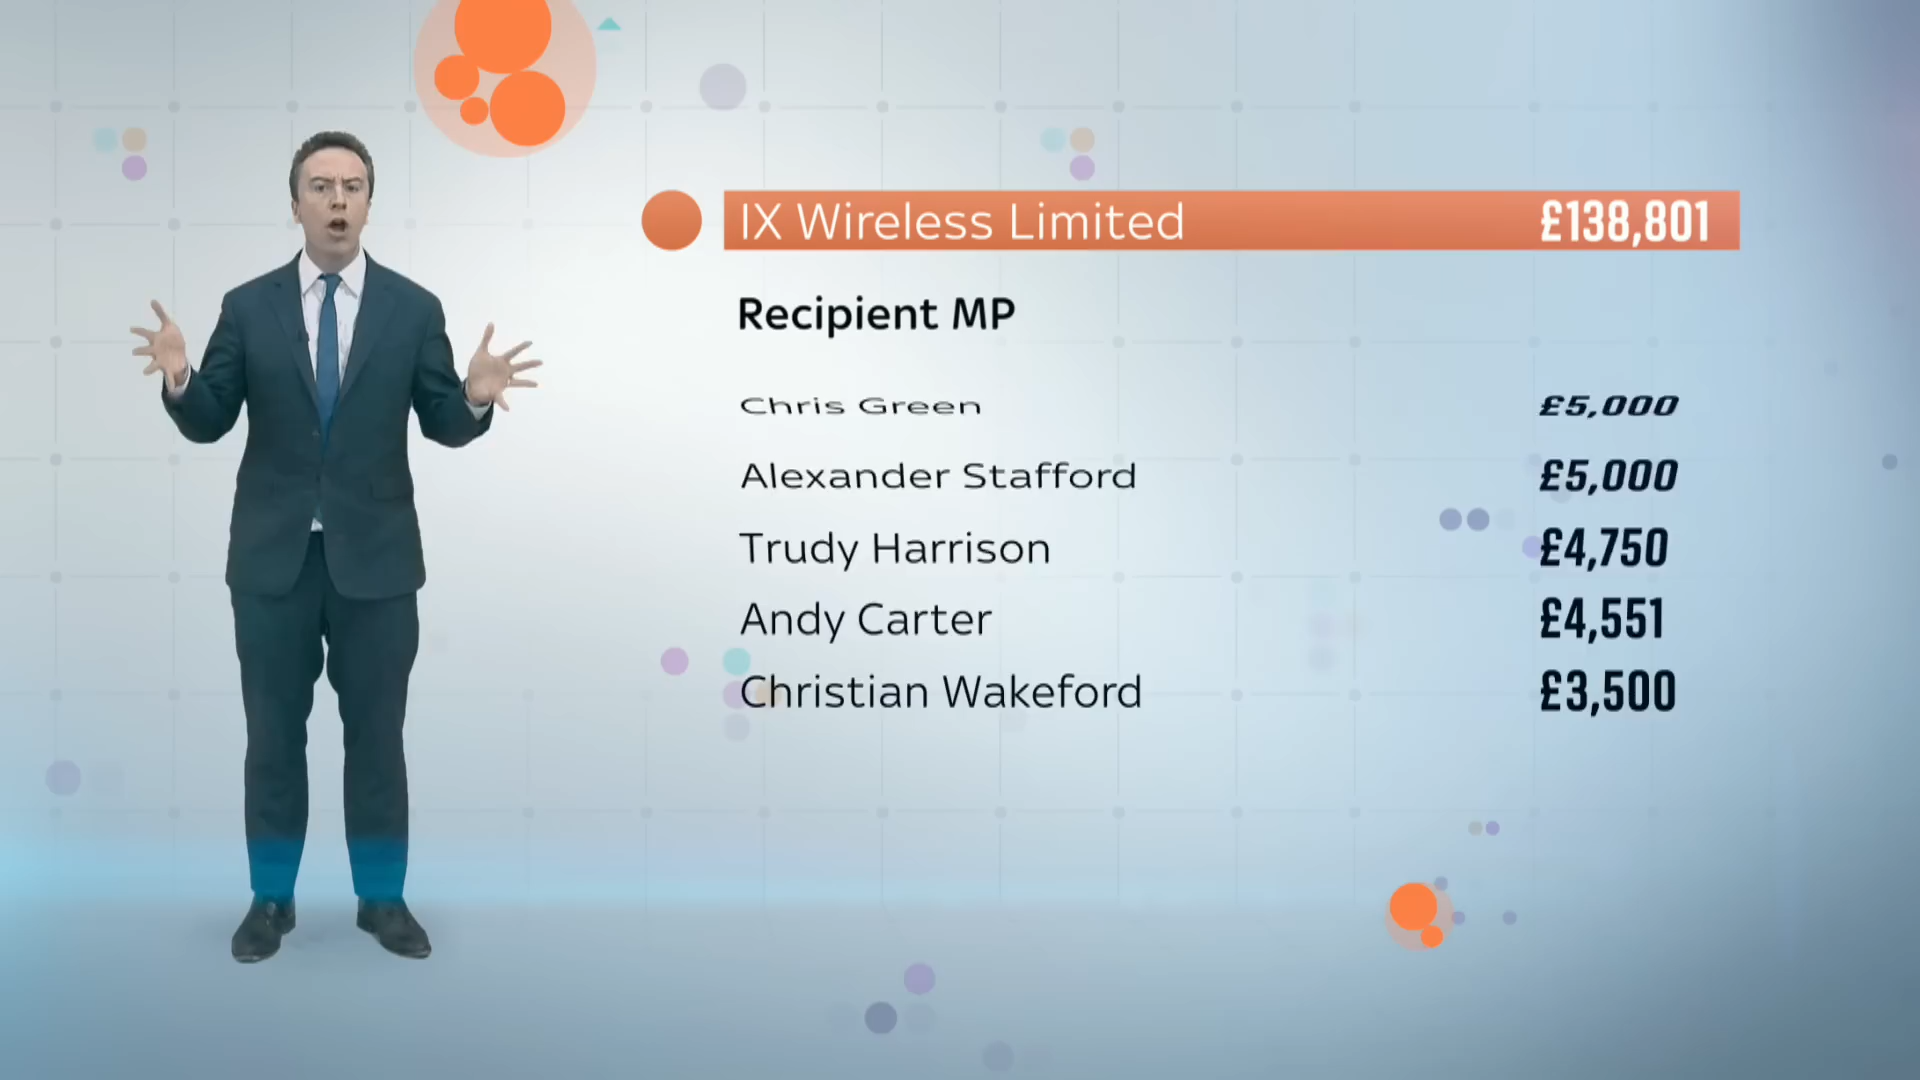 IX Wireless Limited £138,801
Recipient MP
Chris Green £5,000
Alexander Stafford £5,000
Trudy Harrison £4,750
Andy Carter £4,551
Christian Wakeford £3,500